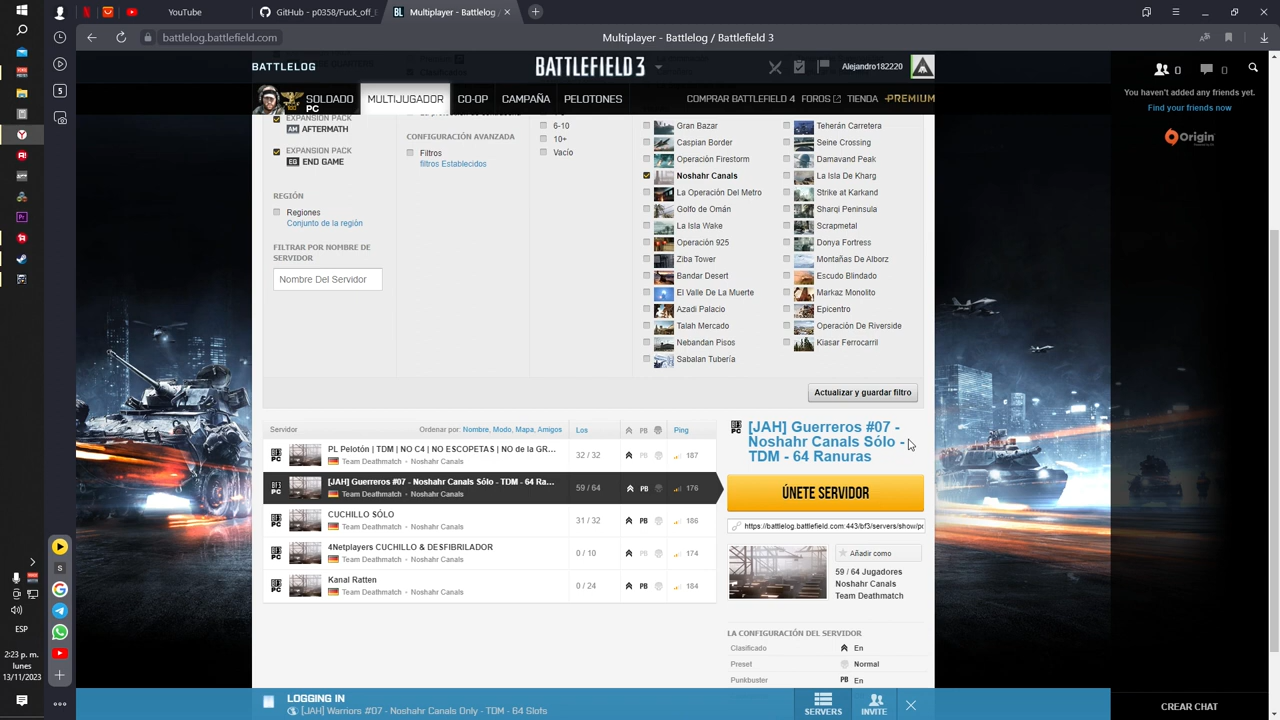 YouTube
Logros - p0358/YouTube_off_
BL
Multiplayer - Battlelog / Bat
battlelog.battlefield.com
Multiplayer - Battlelog / Battlefield 3
BATTLELOG
BATTLEFIELD 3
Alejandro182220
0
0
SOLDADO
PC
100
MULTIJUGADOR
CO-OP
CAMPAÑA
PELOTONES
COMPRAR BATTLEFIELD 4
FOROS
TIENDA
PREMIUM
You haven't added any friends yet.
Find your friends now
Origin
EXPANSION PACK
AM AFTERMATH
EXPANSION PACK
EG END GAME
REGIÓN
Regiones
Conjunto de la región
FILTRAR POR NOMBRE DE
SERVIDOR
Nombre Del Servidor
CONFIGURACIÓN AVANZADA
Filtros
filtros Establecidos
6-10
10+
Vacío
Gran Bazar
Caspian Border
Operación Firestorm
Noshahr Canals
La Operación Del Metro
Golfo de Omán
La Isla Wake
Operación 925
Ziba Tower
Bandar Desert
El Valle De La Muerte
Azadi Palacio
Talah Mercado
Nebandan Pisos
Sabalan Tubería
Teherán Carretera
Seine Crossing
Damavand Peak
La Isla De Kharg
Strike at Karkand
Sharqi Peninsula
Scrapmetal
Donya Fortress
Montañas De Alborz
Escudo Blindado
Markaz Monolito
Epicentro
Operación De Riverside
Kiasar Ferrocarril
Actualizar y guardar filtro
Servidor
Ordenar por: Nombre, Modo, Mapa, Amigos
Los
PB
Ping
PL Pelotón | TDM | NO C4 | NO ESCOPETAS | NO de la GR...
Team Deathmatch • Noshahr Canals
32 / 32
PB
187
[JAH] Guerreros #07 - Noshahr Canals Sólo - TDM - 64 Ra...
Team Deathmatch • Noshahr Canals
59 / 64
PB
176
CUCHILLO SÓLO
Team Deathmatch • Noshahr Canals
31 / 32
PB
186
4Netplayers CUCHILLO & DESFIBRILADOR
Team Deathmatch • Noshahr Canals
0 / 10
PB
174
Kanal Ratten
Team Deathmatch • Noshahr Canals
0 / 24
PB
184
[JAH] Guerreros #07 -
Noshahr Canals Sólo -
TDM - 64 Ranuras
ÚNETE SERVIDOR
https://battlelog.battlefield.com:443/bf3/servers/show/pc
Añadir como
59 / 64 Jugadores
Noshahr Canals
Team Deathmatch
LA CONFIGURACIÓN DEL SERVIDOR
Clasificado
En
Preset
Normal
Punkbuster
PB
En
2:23 p. m.
lunes
13/11/2023
LOGGING IN
[JAH] Warriors #07 - Noshahr Canals Only - TDM - 64 Slots
SERVERS
INVITE
CREAR CHAT